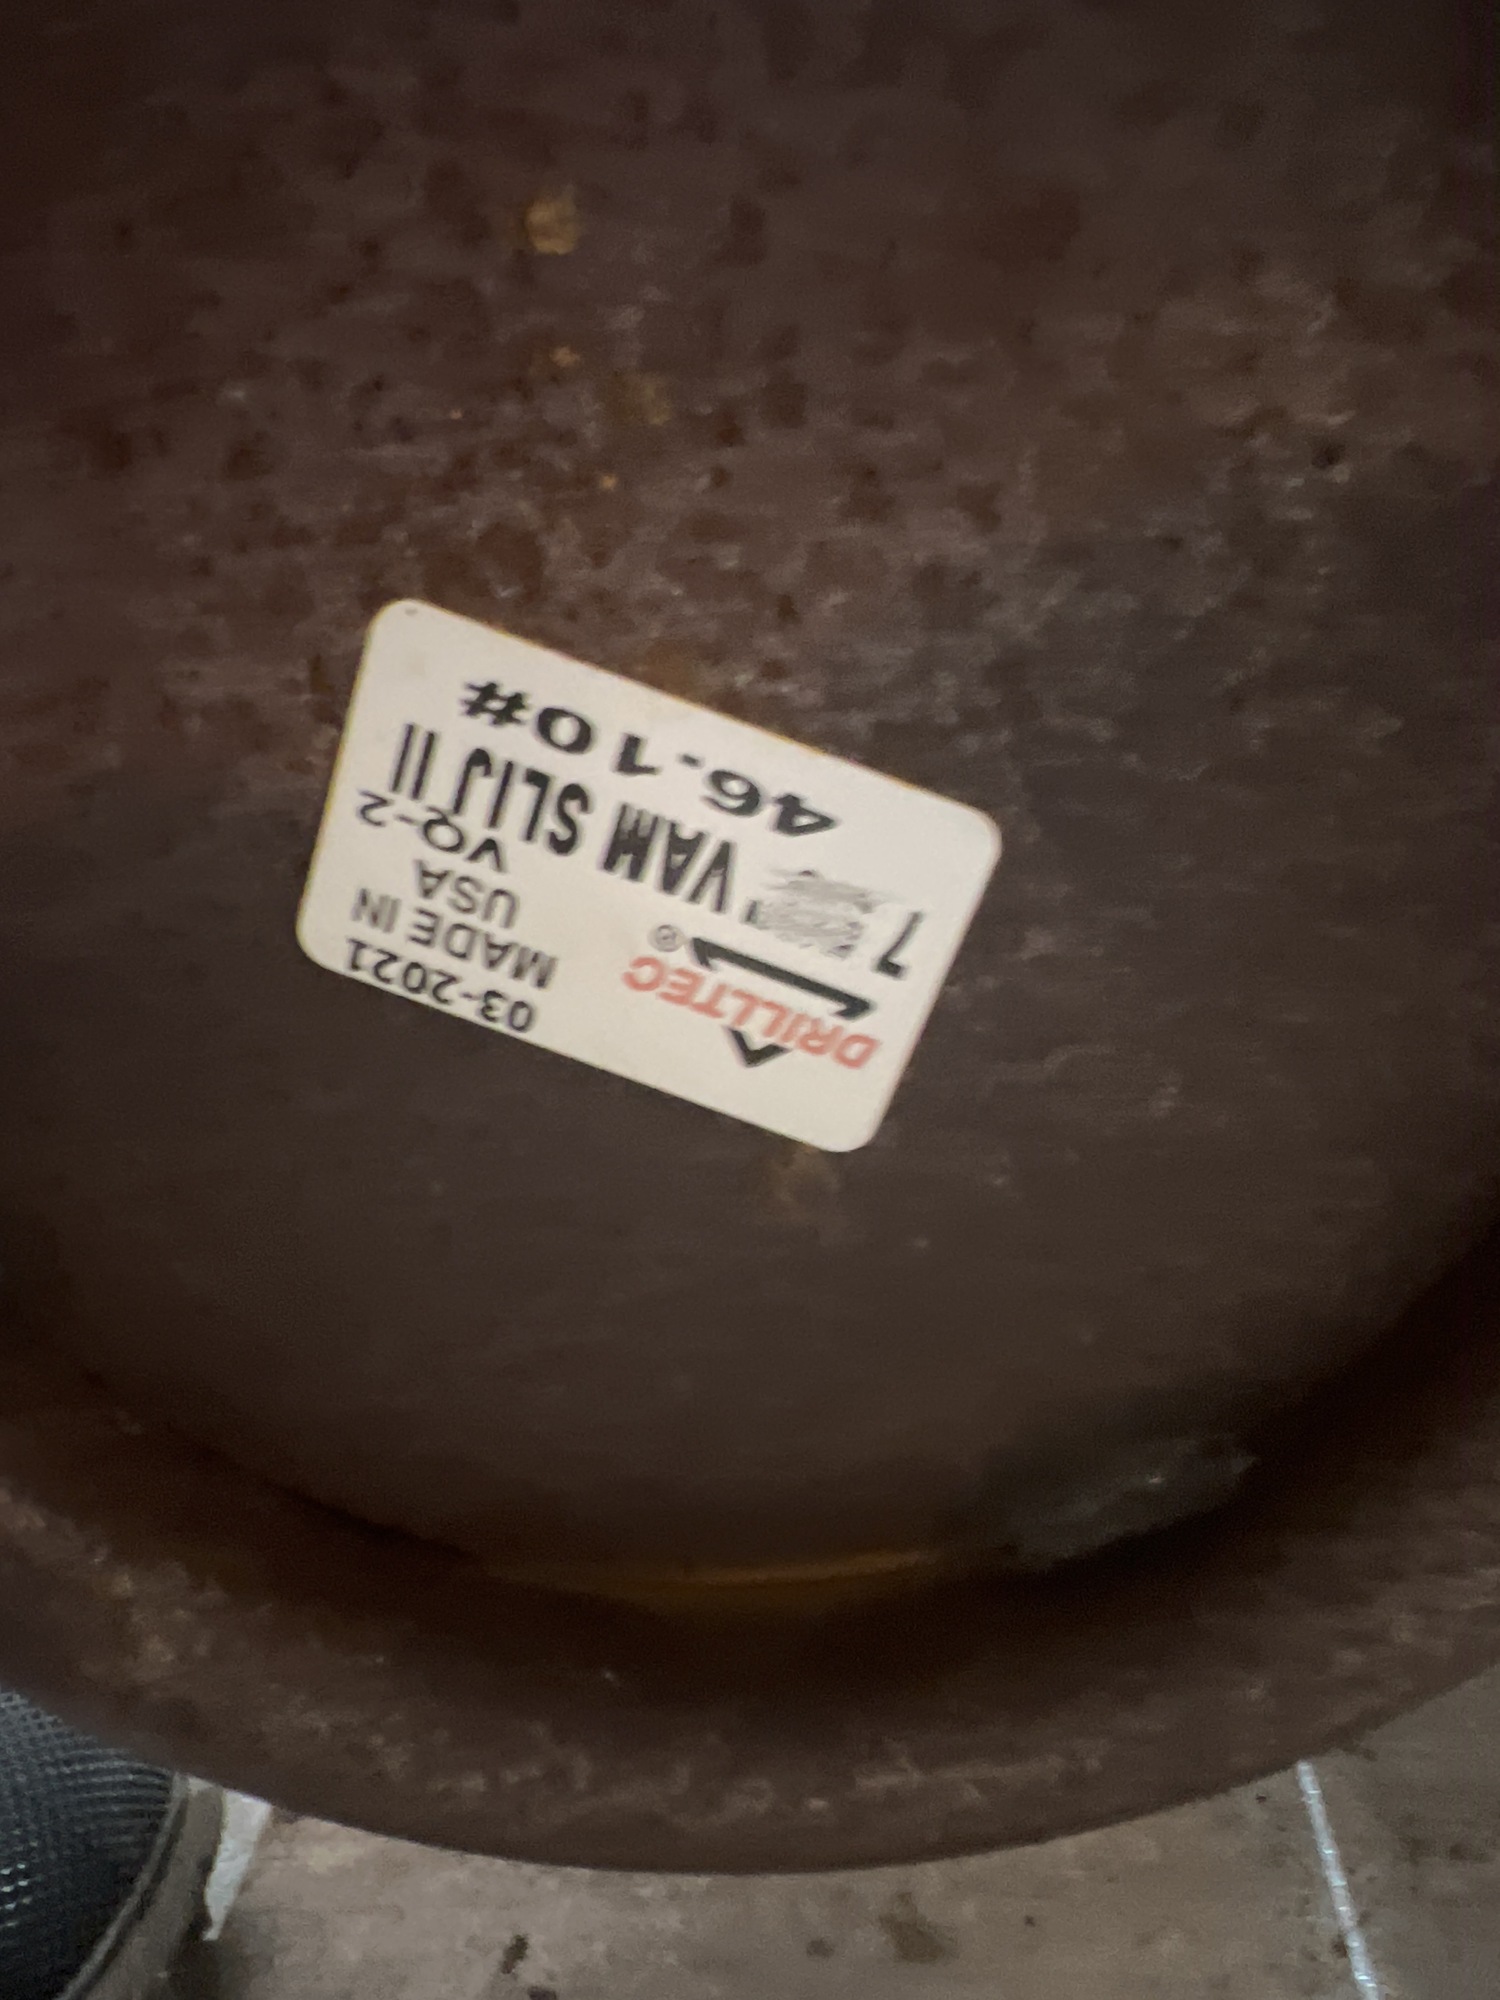 DRILLTEC®
03-2021
MADE IN
USA
VQ-2
7 VAM SLIJ II
46.10#